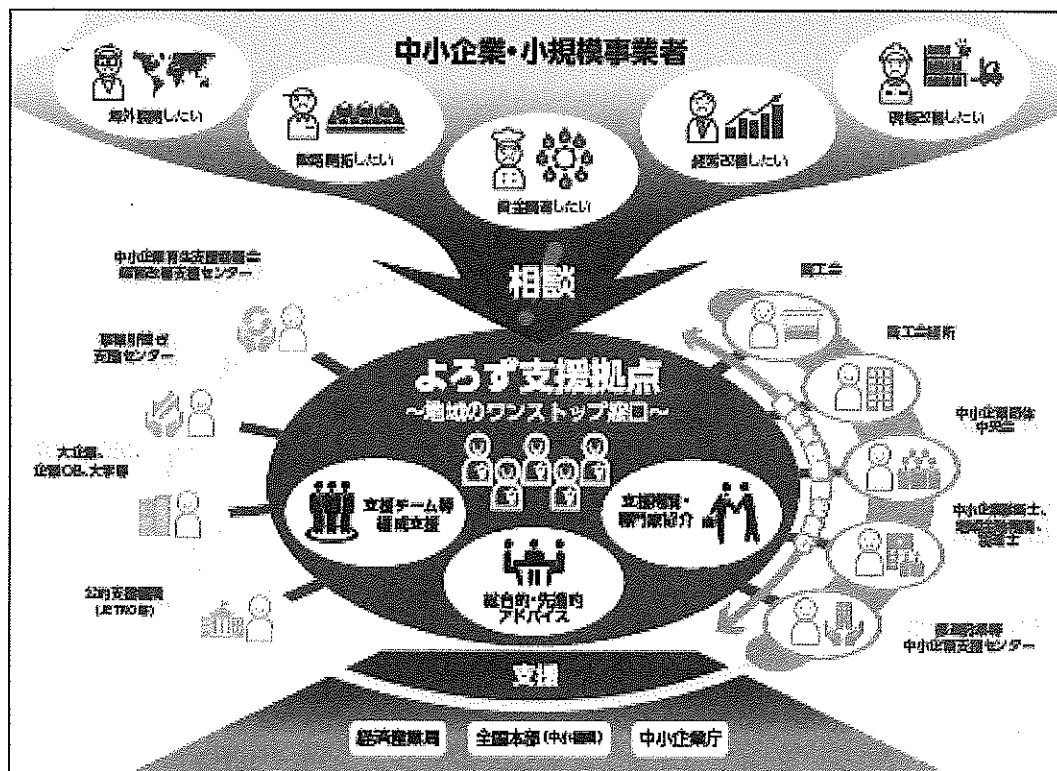 中小企業・小規模事業者
海外展開したい
販路開拓したい
資金調達したい
経営改善したい
現場改善したい
相談
中小企業再生支援協議会
経営改善支援センター
事業引継ぎ
支援センター
大企業、
企業OB、大学等
公的支援機関
(JETRO等)
よろず支援拠点
～地域のワンストップ窓口～
支援チーム等
編成支援
総合的・先進的
アドバイス
支援機関・
専門家紹介
商工会
商工会議所
中小企業団体
中央会
中小企業診断士、
税理士
都道府県等
中小企業支援センター
支援
経済産業局
全国本部(中小機構)
中小企業庁